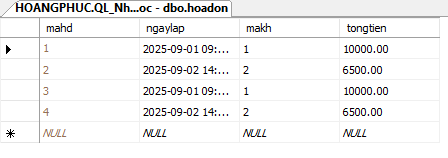 HOANGPHUC.QL_Nh...oc - dbo.hoadon
mahd ngaylap makh tongtien
1 2025-09-01 09:... 1 10000.00
2 2025-09-02 14:... 2 6500.00
3 2025-09-01 09:... 1 10000.00
4 2025-09-02 14:... 2 6500.00
NULL NULL NULL NULL